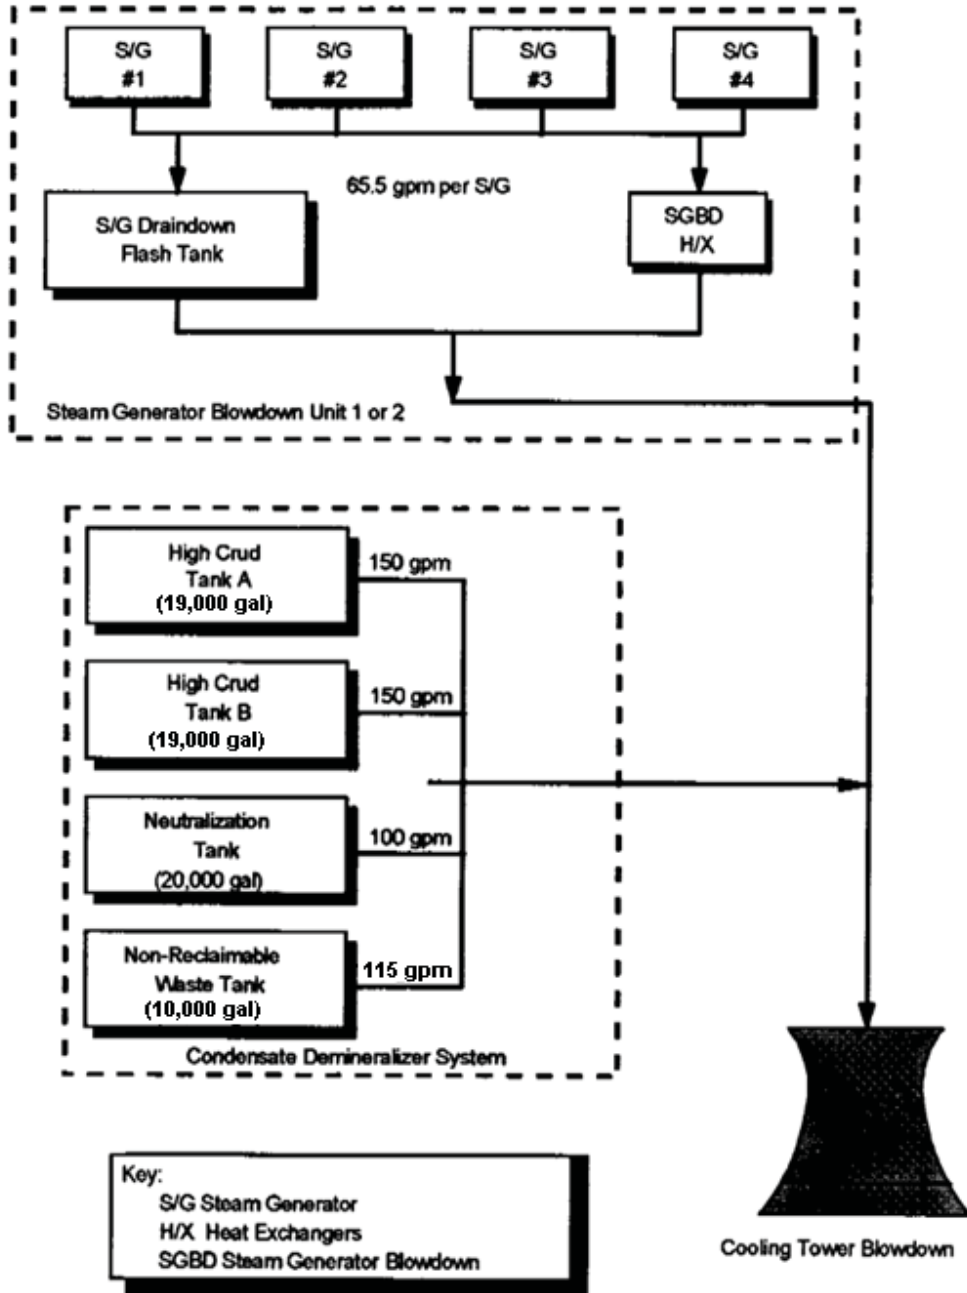 S/G
#1
S/G
#2
S/G
#3
S/G
#4
65.5 gpm per S/G
S/G Draindown
Flash Tank
SGBD
H/X
Steam Generator Blowdown Unit 1 or 2
High Crud
Tank A
(19,000 gal)
150 gpm
High Crud
Tank B
(19,000 gal)
150 gpm
Neutralization
Tank
(20,000 gal)
100 gpm
Non-Reclaimable
Waste Tank
(10,000 gal)
115 gpm
Condensate Demineralizer System
Key:
S/G Steam Generator
H/X Heat Exchangers
SGBD Steam Generator Blowdown
Cooling Tower Blowdown